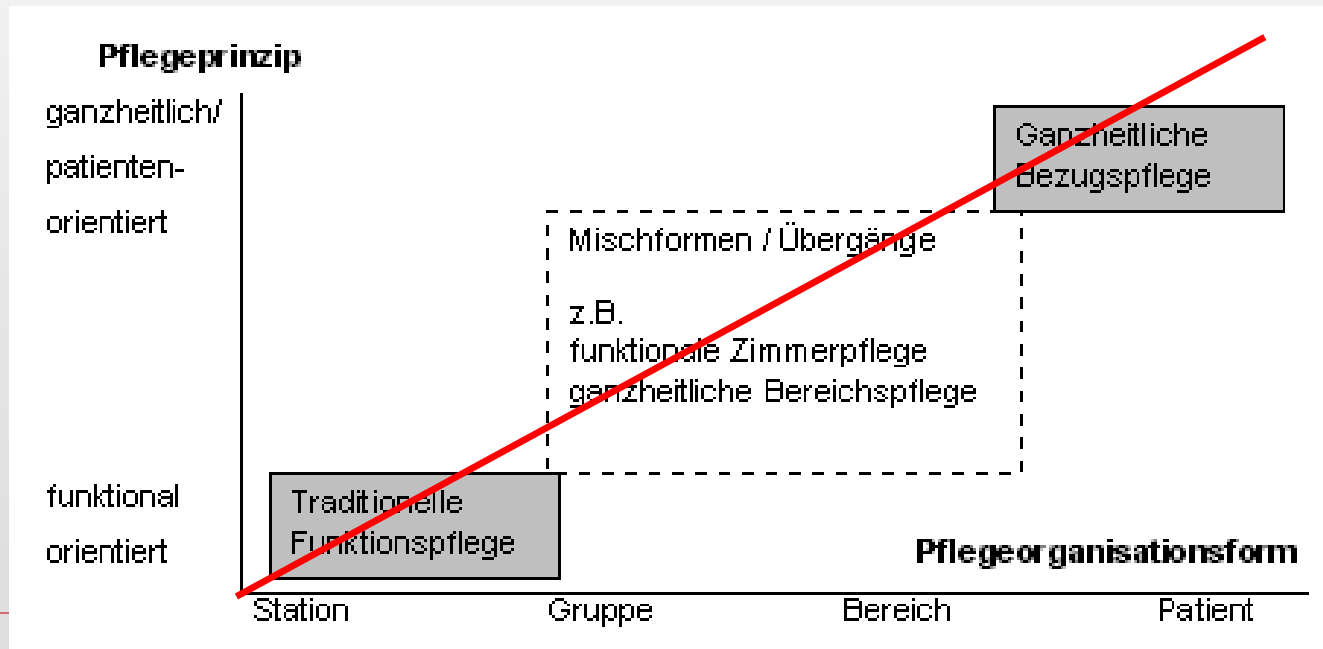 Pflegeprinzip
ganzheitlich/
patienten-
orientiert
Ganzheitliche
Bezugspflege
Mischformen / Übergänge
z.B.
funktionale Zimmerpflege
ganzheitliche Bereichspflege
funktional
orientiert
Traditionelle
Funktionspflege
Pflegeorganisationsform
Station Gruppe Bereich Patient